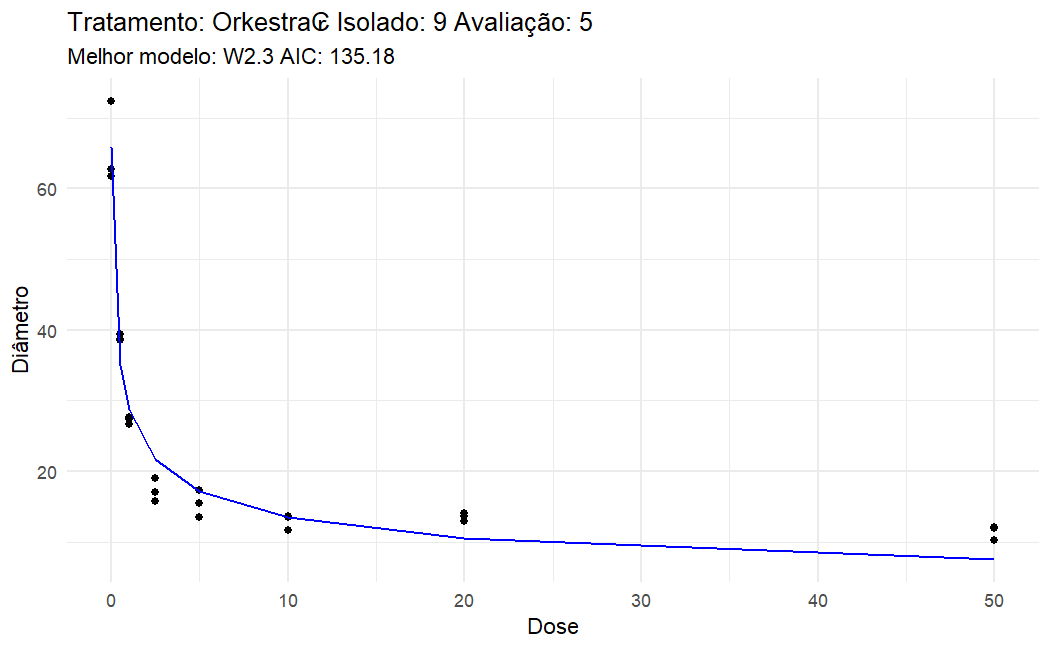 Tratamento: Orkestra₢ Isolado: 9 Avaliação: 5
Melhor modelo: W2.3 AIC: 135.18
Diâmetro
60
40
20
0 10 20 30 40 50
Dose